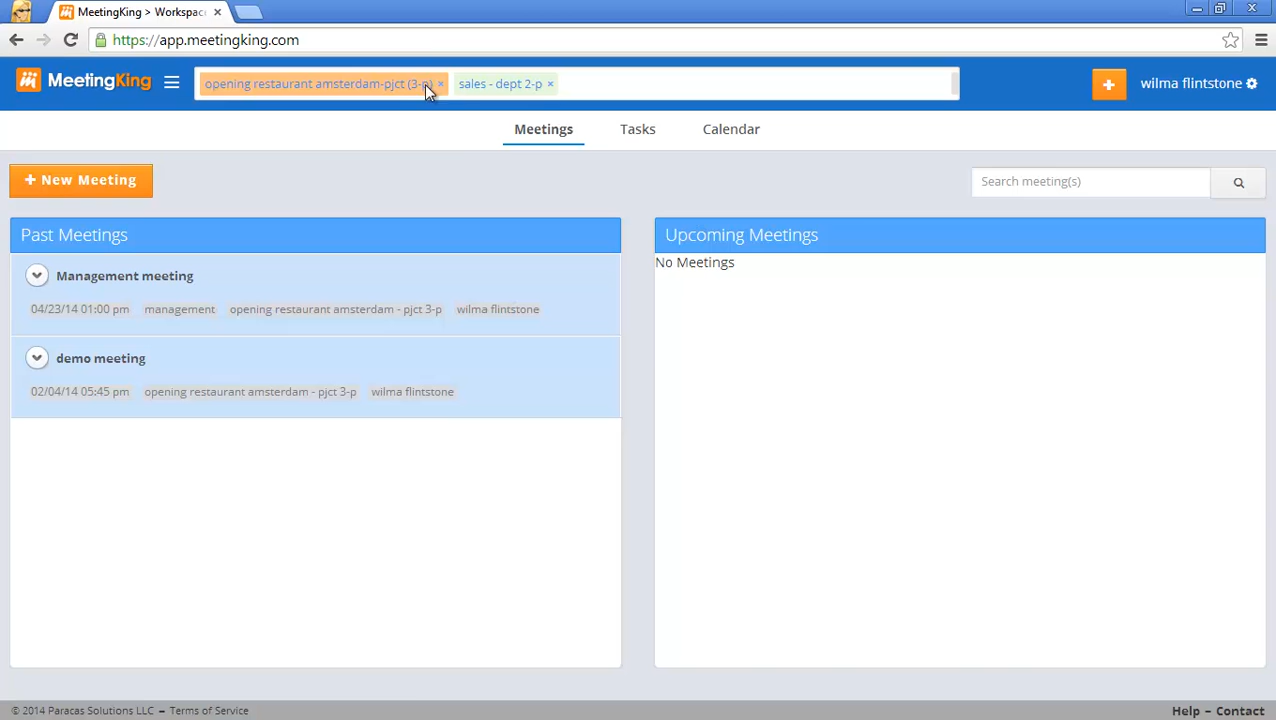 MeetingKing > Workspac ×
https://app.meetingking.com
MeetingKing
opening restaurant amsterdam-pjct (3-p) × sales - dept 2-p ×
wilma flintstone
Meetings Tasks Calendar
+ New Meeting
Search meeting(s)
Past Meetings
Management meeting
04/23/14 01:00 pm management opening restaurant amsterdam - pjct 3-p wilma flintstone
demo meeting
02/04/14 05:45 pm opening restaurant amsterdam - pjct 3-p wilma flintstone
Upcoming Meetings
No Meetings
© 2014 Paracas Solutions LLC – Terms of Service
Help – Contact